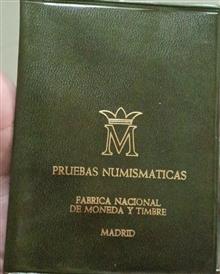 M
PRUEBAS NUMISMATICAS
FABRICA NACIONAL
DE MONEDA Y TIMBRE
MADRID